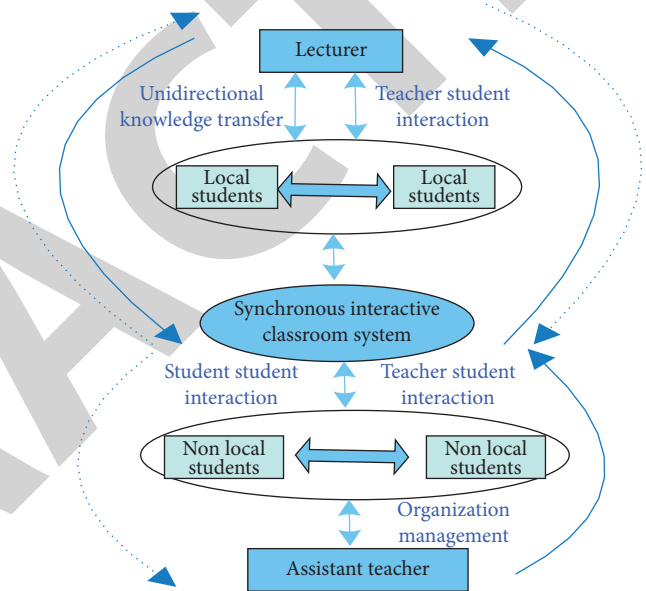 Lecturer
Unidirectional
knowledge transfer
Teacher student
interaction
Local
students
Local
students
Synchronous interactive
classroom system
Student student
interaction
Teacher student
interaction
Non local
students
Non local
students
Organization
management
Assistant teacher